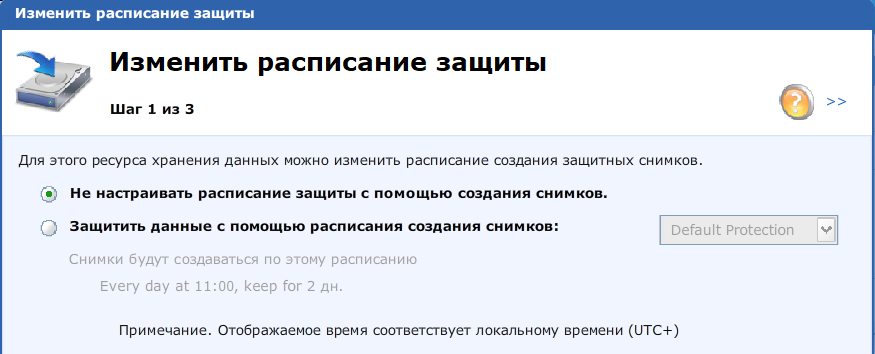 Изменить расписание защиты
Изменить расписание защиты
Шаг 1 из 3
? >>
Для этого ресурса хранения данных можно изменить расписание создания защитных снимков.
Не настраивать расписание защиты с помощью создания снимков.
Защитить данные с помощью расписания создания снимков: Default Protection
Снимки будут создаваться по этому расписанию
Every day at 11:00, keep for 2 дн.
Примечание. Отображаемое время соответствует локальному времени (UTC+)